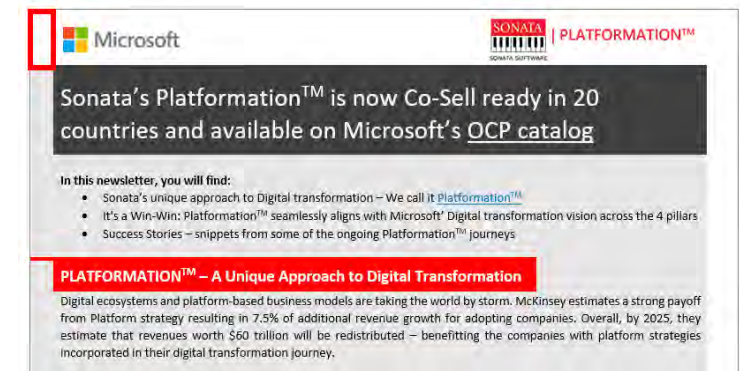 Microsoft
SONATA
SONATA SOFTWARE
| PLATFORMATION™
Sonata's Platformation™ is now Co-Sell ready in 20
countries and available on Microsoft's OCP catalog
In this newsletter, you will find:
• Sonata's unique approach to Digital transformation – We call it Platformation™
• It's a Win-Win: Platformation™ seamlessly aligns with Microsoft' Digital transformation vision across the 4 pillars
• Success Stories – snippets from some of the ongoing Platformation™ journeys
PLATFORMATION™ – A Unique Approach to Digital Transformation
Digital ecosystems and platform-based business models are taking the world by storm. McKinsey estimates a strong payoff
from Platform strategy resulting in 7.5% of additional revenue growth for adopting companies. Overall, by 2025, they
estimate that revenues worth $60 trillion will be redistributed – benefitting the companies with platform strategies
incorporated in their digital transformation journey.